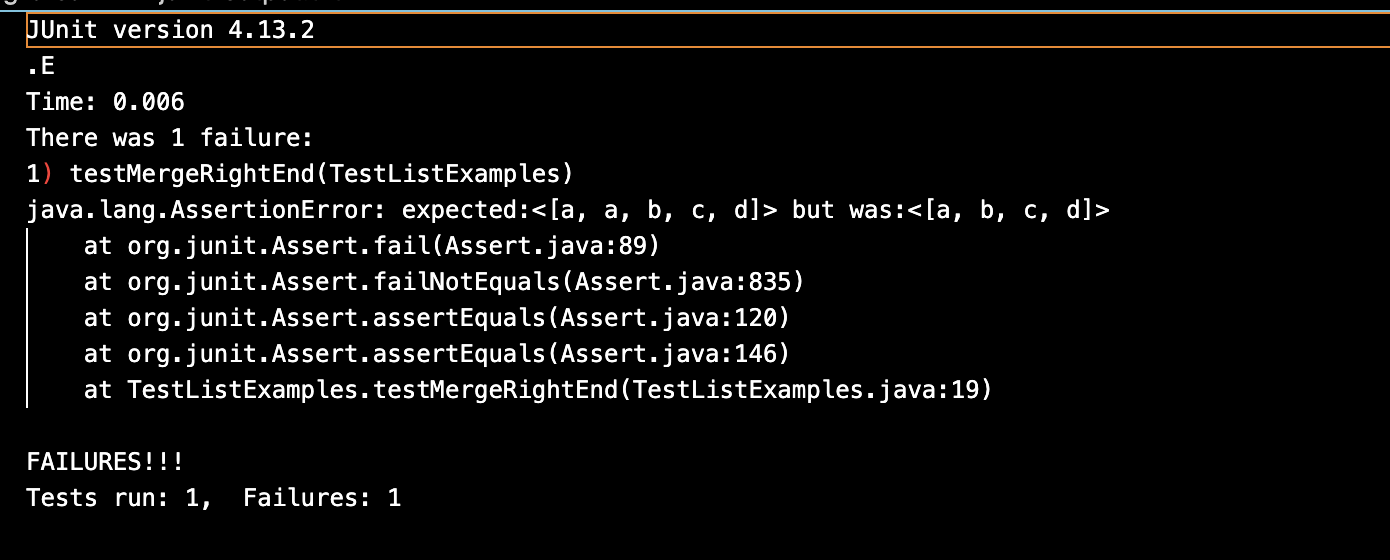 JUnit version 4.13.2
.E
Time: 0.006
There was 1 failure:
1) testMergeRightEnd(TestListExamples)
java.lang.AssertionError: expected:<[a, a, b, c, d]> but was:<[a, b, c, d]>
    at org.junit.Assert.fail(Assert.java:89)
    at org.junit.Assert.failNotEquals(Assert.java:835)
    at org.junit.Assert.assertEquals(Assert.java:120)
    at org.junit.Assert.assertEquals(Assert.java:146)
    at TestListExamples.testMergeRightEnd(TestListExamples.java:19)
FAILURES!!!
Tests run: 1,  Failures: 1